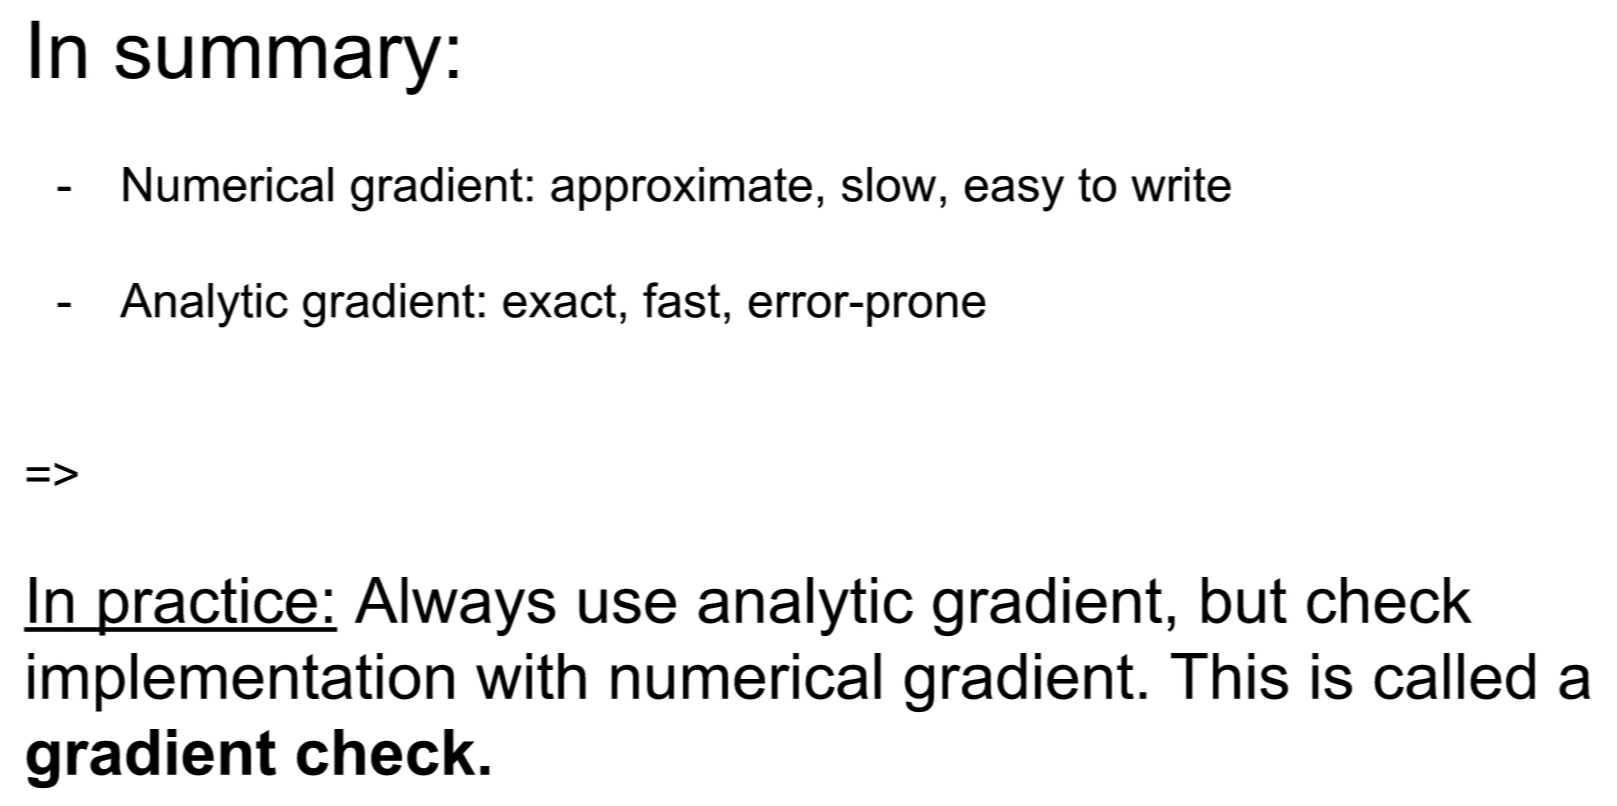 In summary:
- Numerical gradient: approximate, slow, easy to write
- Analytic gradient: exact, fast, error-prone
=>
In practice: Always use analytic gradient, but check
implementation with numerical gradient. This is called a
gradient check.